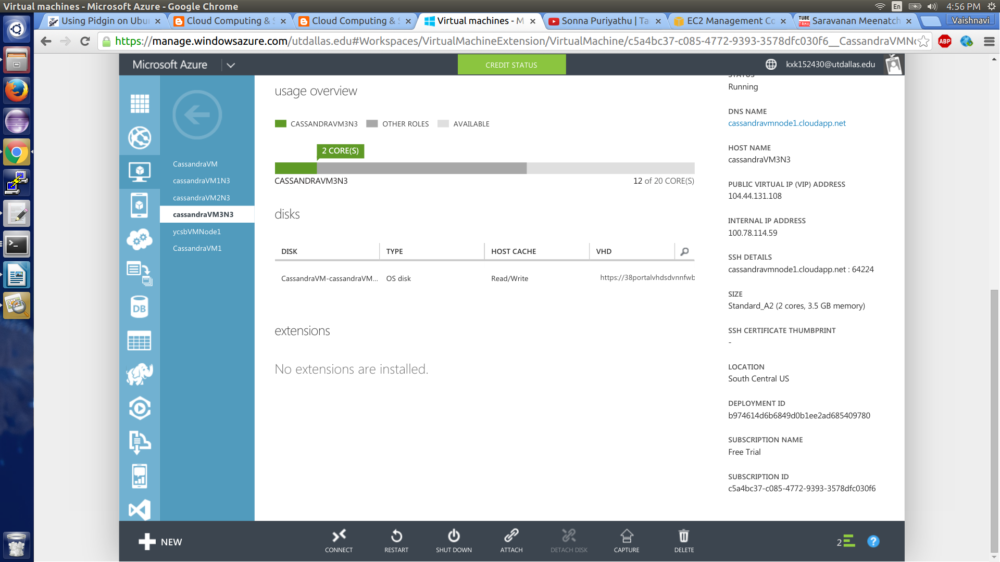 Virtual machines - Microsoft Azure - Google Chrome
En
4:56 PM
Using Pidgin on Ubu
Cloud Computing &
Cloud Computing &
Virtual machines - M
Sonna Puriyathu | Ta
EC2 Management Co
TUBE TAMIL
Saravanan Meenatch
Vaishnavi
https://manage.windowsazure.com/utdallas.edu#Workspaces/VirtualMachineExtension/VirtualMachine/c5a4bc37-c085-4772-9393-3578dfc030f6__CassandraVMNo
ABP
Microsoft Azure
CREDIT STATUS
kxk152430@utdallas.edu
CassandraVM
cassandraVM1N3
cassandraVM2N3
cassandraVM3N3
ycsbVMNode1
CassandraVM1
DB
usage overview
CASSANDRAVM3N3
OTHER ROLES
AVAILABLE
2 CORE(S)
CASSANDRAVM3N3
12 of 20 CORE(S)
disks
DISK
TYPE
HOST CACHE
VHD
CassandraVM-cassandraVM...
OS disk
Read/Write
https://38portalvhdsdvnnfwb
extensions
No extensions are installed.
STATUS
Running
DNS NAME
cassandravmnode1.cloudapp.net
HOST NAME
cassandraVM3N3
PUBLIC VIRTUAL IP (VIP) ADDRESS
104.44.131.108
INTERNAL IP ADDRESS
100.78.114.59
SSH DETAILS
cassandravmnode1.cloudapp.net : 64224
SIZE
Standard_A2 (2 cores, 3.5 GB memory)
SSH CERTIFICATE THUMBPRINT
-
LOCATION
South Central US
DEPLOYMENT ID
b974614d6b6849d0b1ee2ad685409780
SUBSCRIPTION NAME
Free Trial
SUBSCRIPTION ID
c5a4bc37-c085-4772-9393-3578dfc030f6
NEW
CONNECT
RESTART
SHUT DOWN
ATTACH
DETACH DISK
CAPTURE
DELETE
2
?